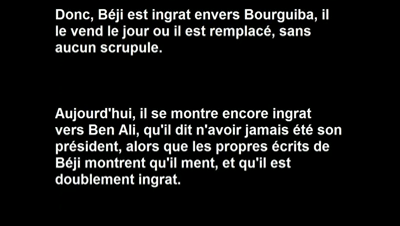 Donc, Béji est ingrat envers Bourguiba, il
le vend le jour ou il est remplacé, sans
aucun scrupule.
Aujourd'hui, il se montre encore ingrat
vers Ben Ali, qu'il dit n'avoir jamais été son
président, alors que les propres écrits de
Béji montrent qu'il ment, et qu'il est
doublement ingrat.